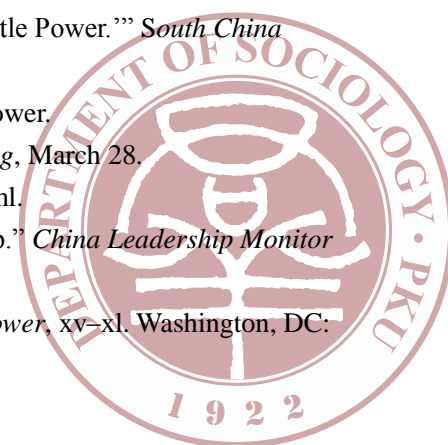 tle Power.’” South China
ower.
g, March 28.
ml.
p.” China Leadership Monitor
ower, xv–xl. Washington, DC:
DEPARTMENT OF SOCIOLOGY · PKU
1922